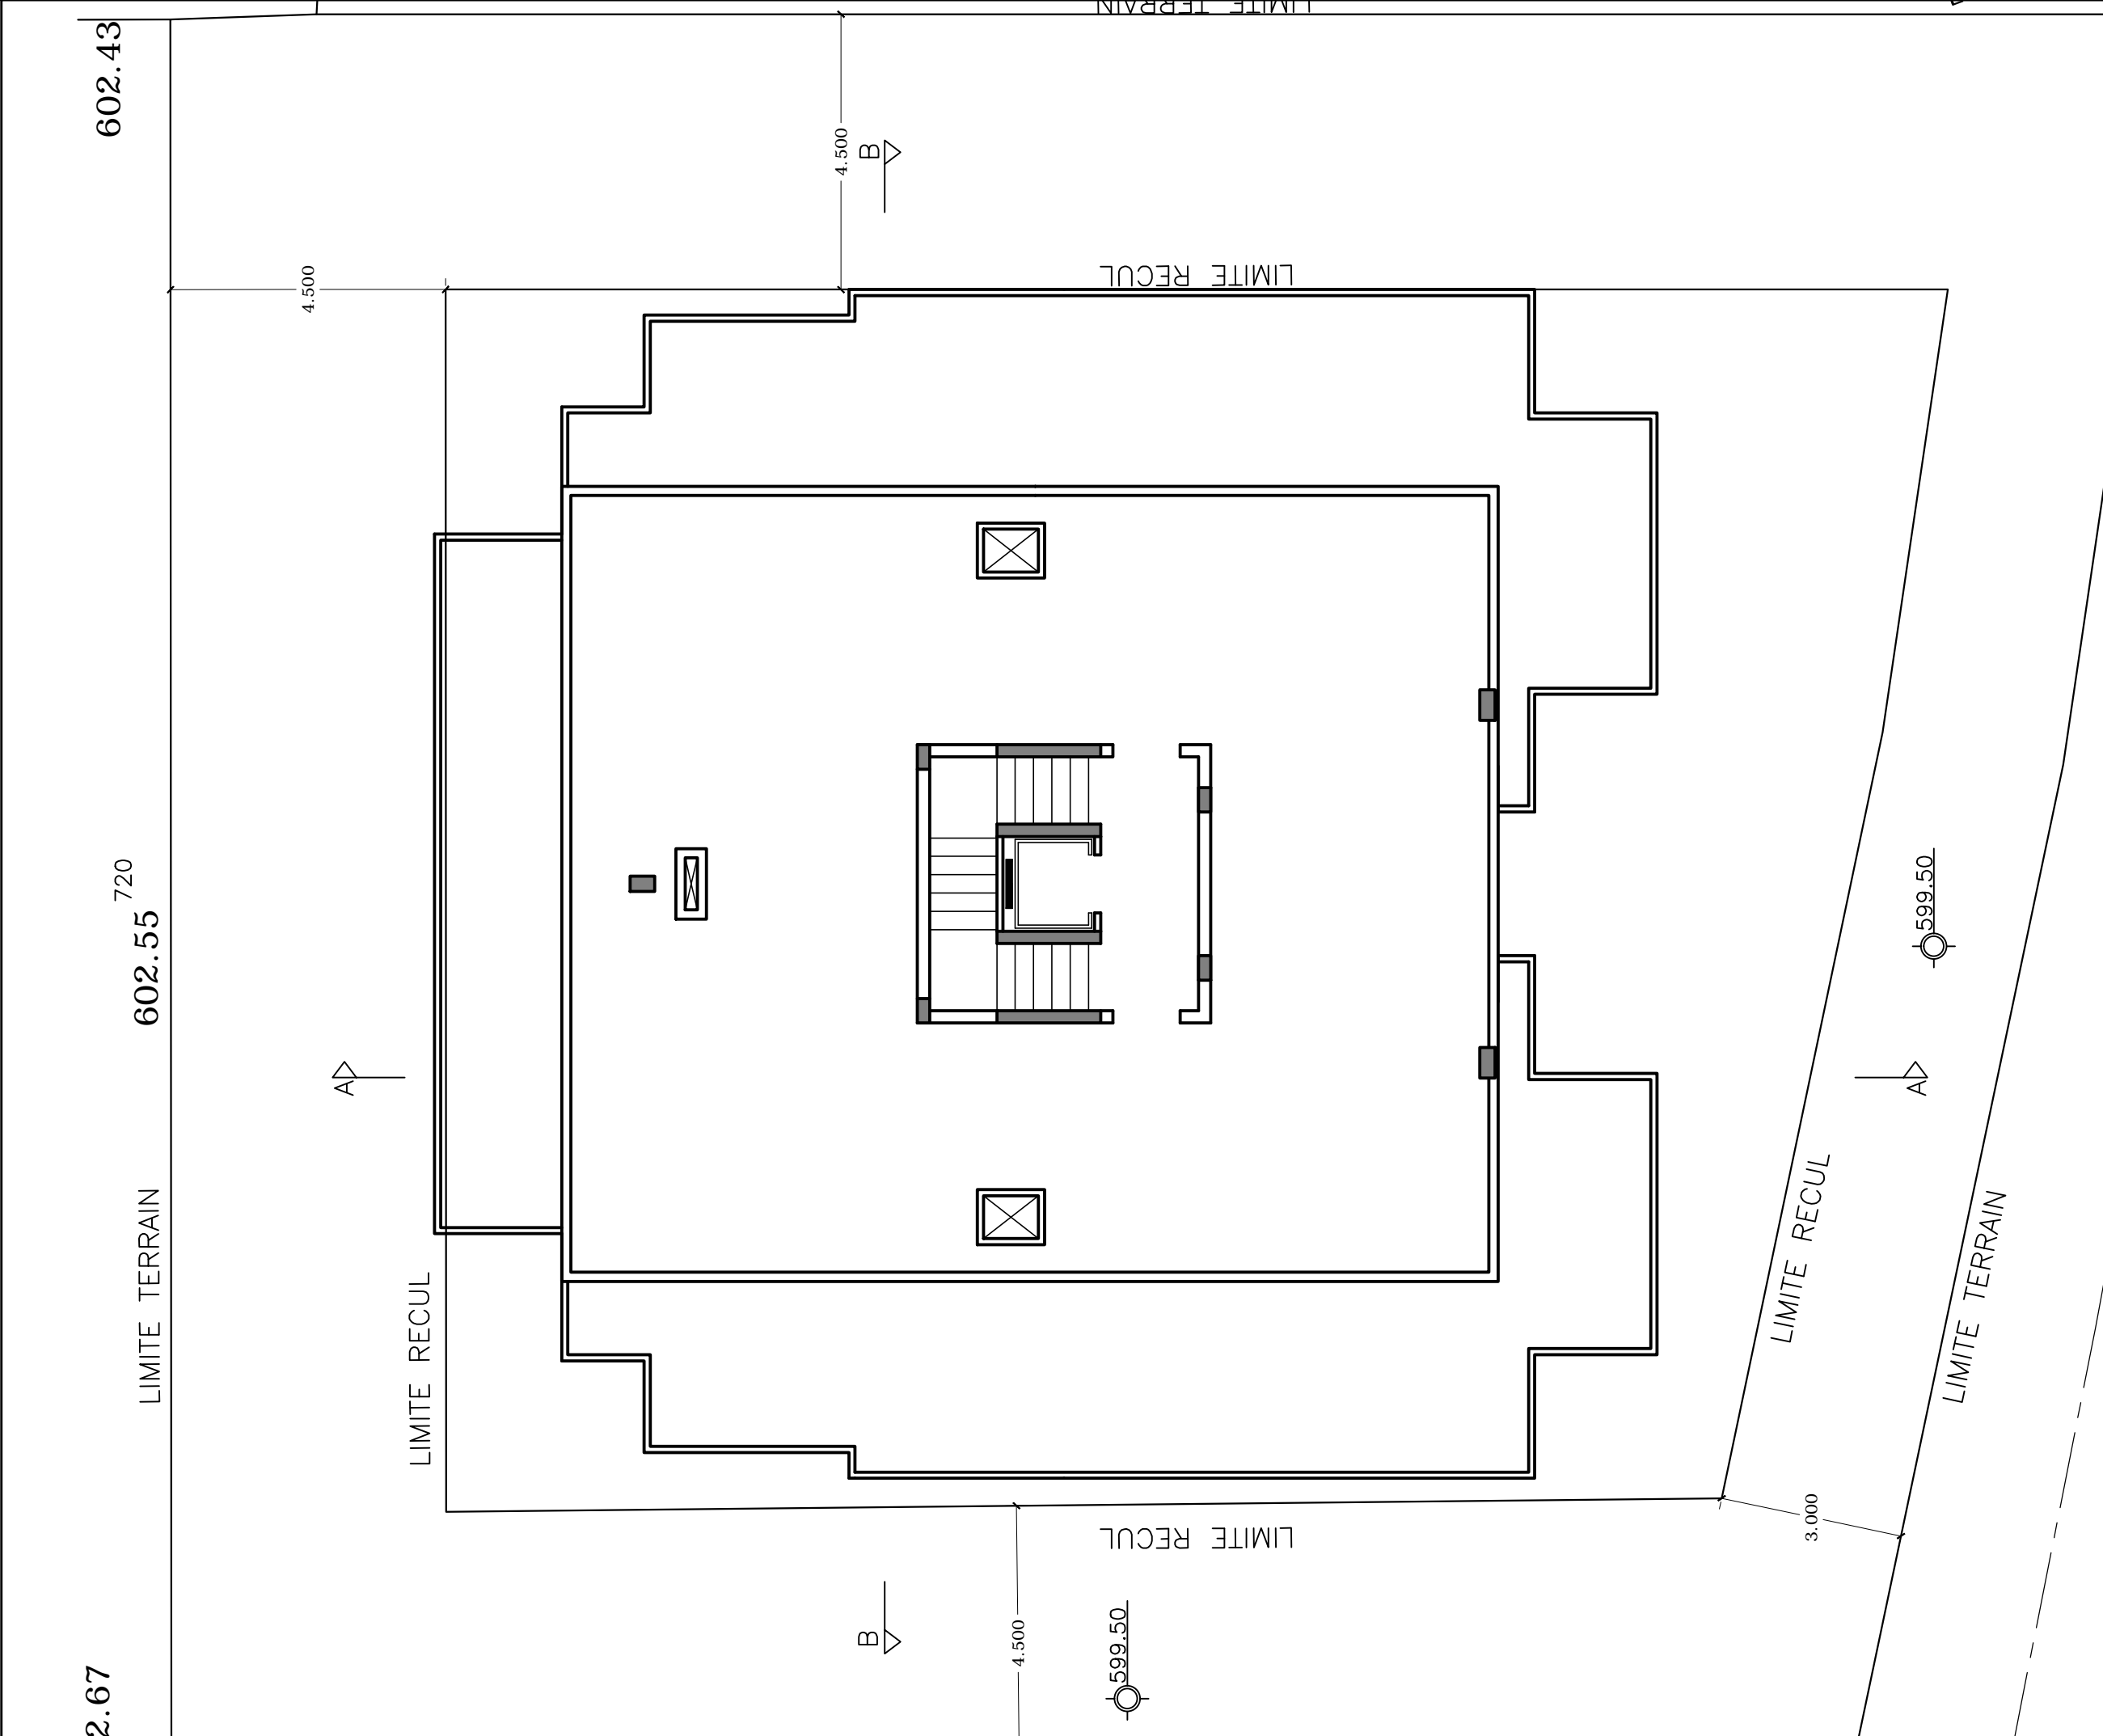 LIMITE TERRAIN
602.43
4.500
B
4.500
LIMITE RECUL
720
602.55
599.50
A
A
LIMITE TERRAIN
LIMITE RECUL
LIMITE RECUL
LIMITE TERRAIN
LIMITE RECUL
3.000
B
4.500
599.50
2.67